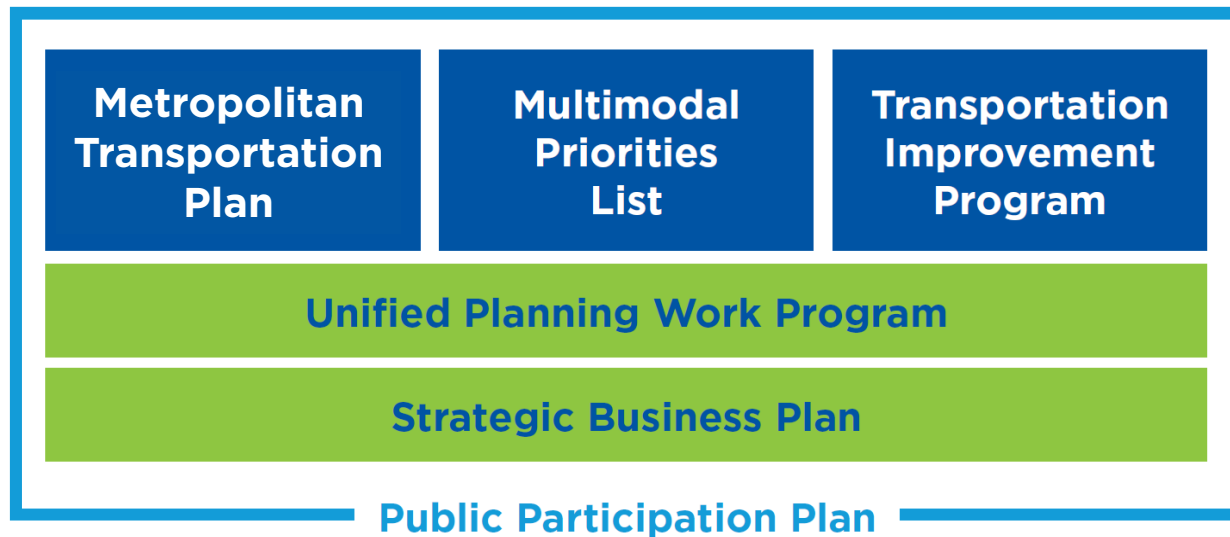 Metropolitan
Transportation
Plan
Multimodal
Priorities
List
Transportation
Improvement
Program
Unified Planning Work Program
Strategic Business Plan
Public Participation Plan